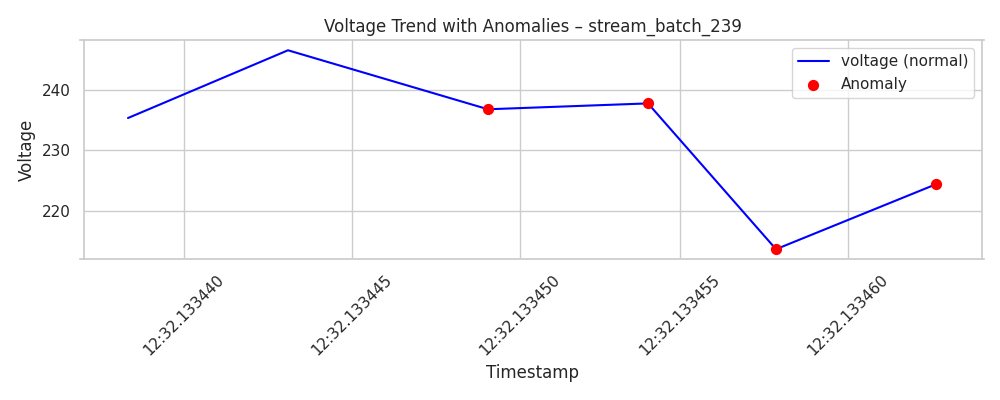 Voltage Trend with Anomalies – stream_batch_239
voltage (normal)
Anomaly
Voltage
240
230
220
12:32.133440
12:32.133445
12:32.133450
12:32.133455
12:32.133460
Timestamp